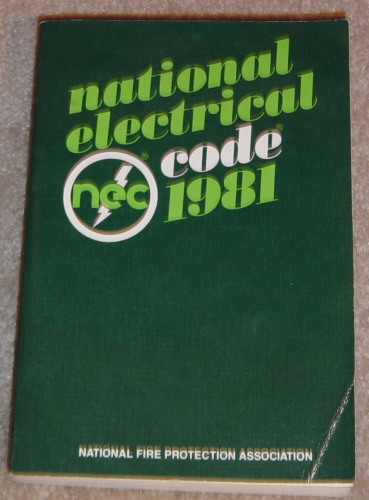 national
electrical
code®
nec®
1981
NATIONAL FIRE PROTECTION ASSOCIATION